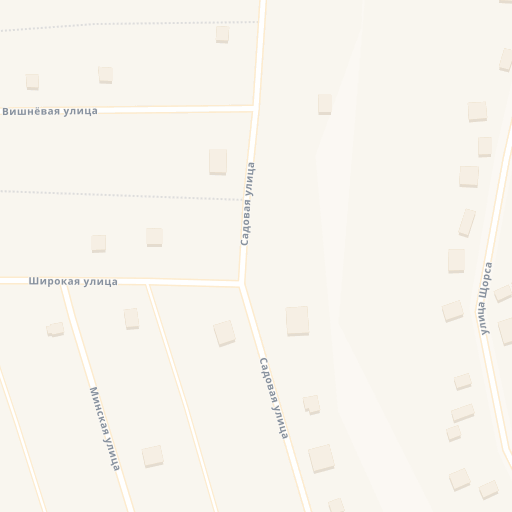 Вишнёвая улица
Садовая улица
улица Щорса
Широкая улица
Садовая улица
Минская улица